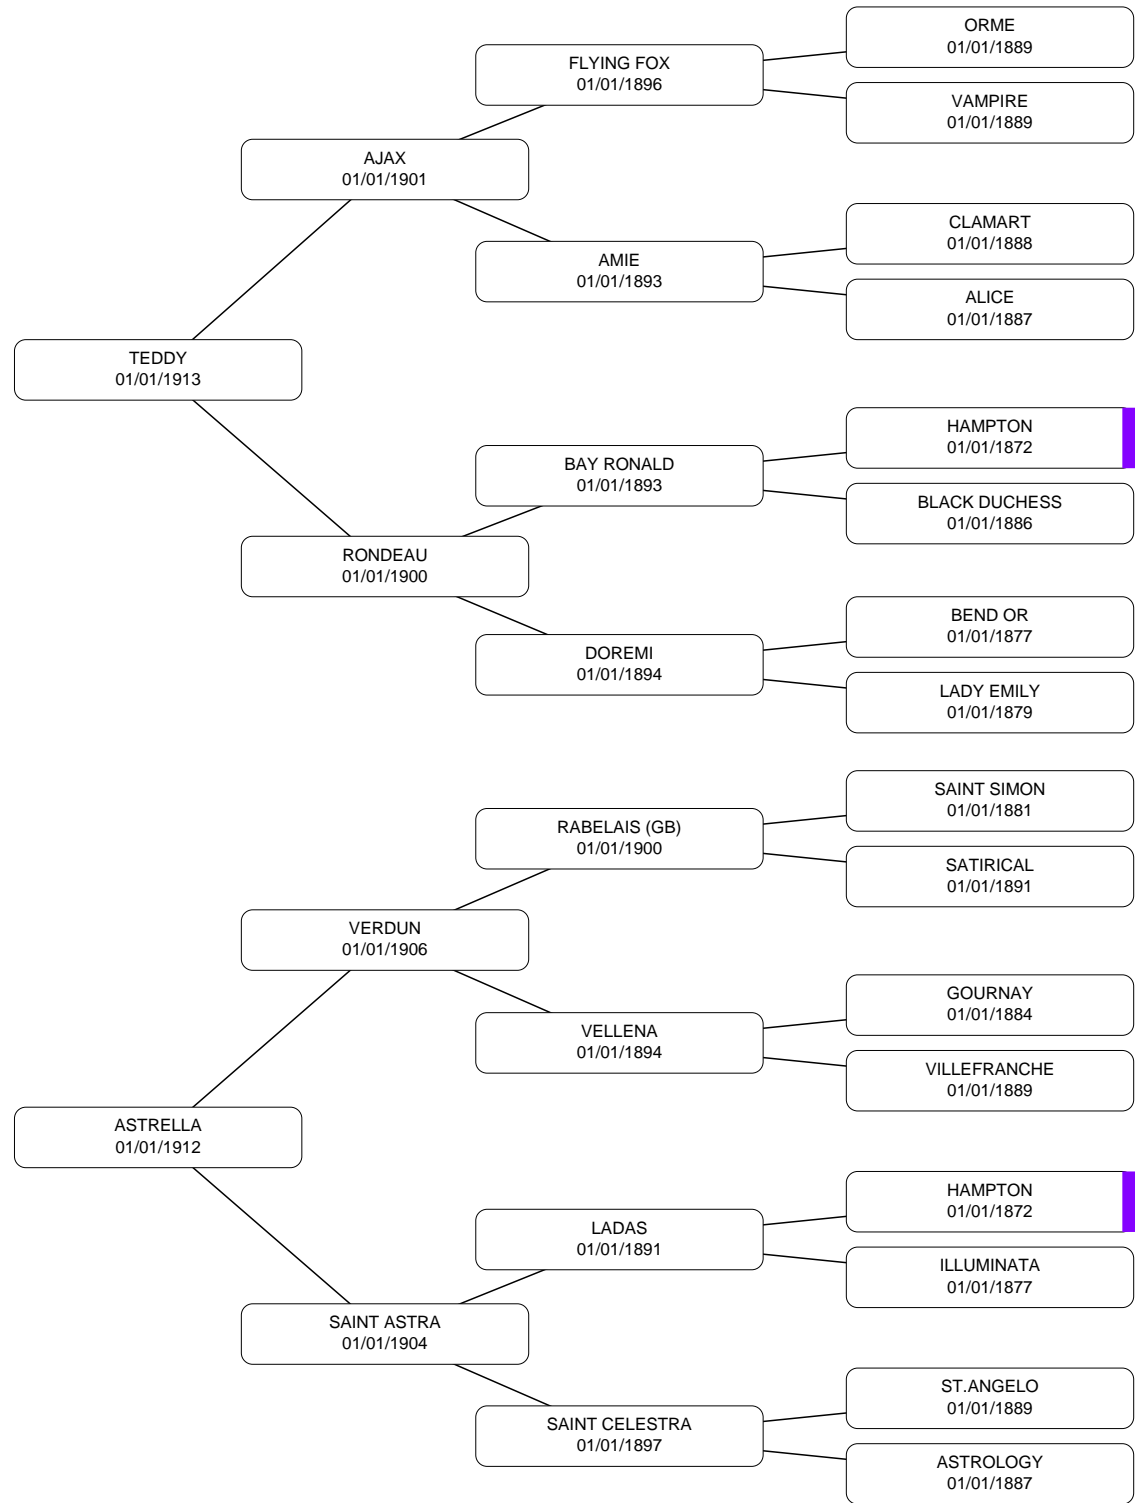 ORME
01/01/1889
FLYING FOX
01/01/1896
VAMPIRE
01/01/1889
AJAX
01/01/1901
CLAMART
01/01/1888
AMIE
01/01/1893
ALICE
01/01/1887
TEDDY
01/01/1913
HAMPTON
01/01/1872
BAY RONALD
01/01/1893
BLACK DUCHESS
01/01/1886
RONDEAU
01/01/1900
BEND OR
01/01/1877
DOREMI
01/01/1894
LADY EMILY
01/01/1879
SAINT SIMON
01/01/1881
RABELAIS (GB)
01/01/1900
SATIRICAL
01/01/1891
VERDUN
01/01/1906
GOURNAY
01/01/1884
VELLENA
01/01/1894
VILLEFRANCHE
01/01/1889
ASTRELLA
01/01/1912
HAMPTON
01/01/1872
LADAS
01/01/1891
ILLUMINATA
01/01/1877
SAINT ASTRA
01/01/1904
ST.ANGELO
01/01/1889
SAINT CELESTRA
01/01/1897
ASTROLOGY
01/01/1887